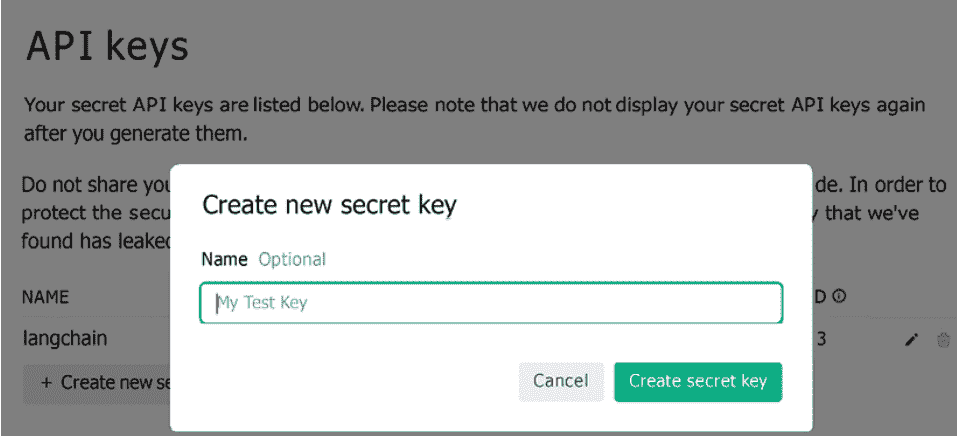 API keys
Your secret API keys are listed below. Please note that we do not display your secret API keys again
after you generate them.
Do not share you de. In order to
protect the secu y that we've
found has leaked
Create new secret key
Name Optional
My Test Key
Cancel Create secret key
NAME D
langchain 3
+ Create new se